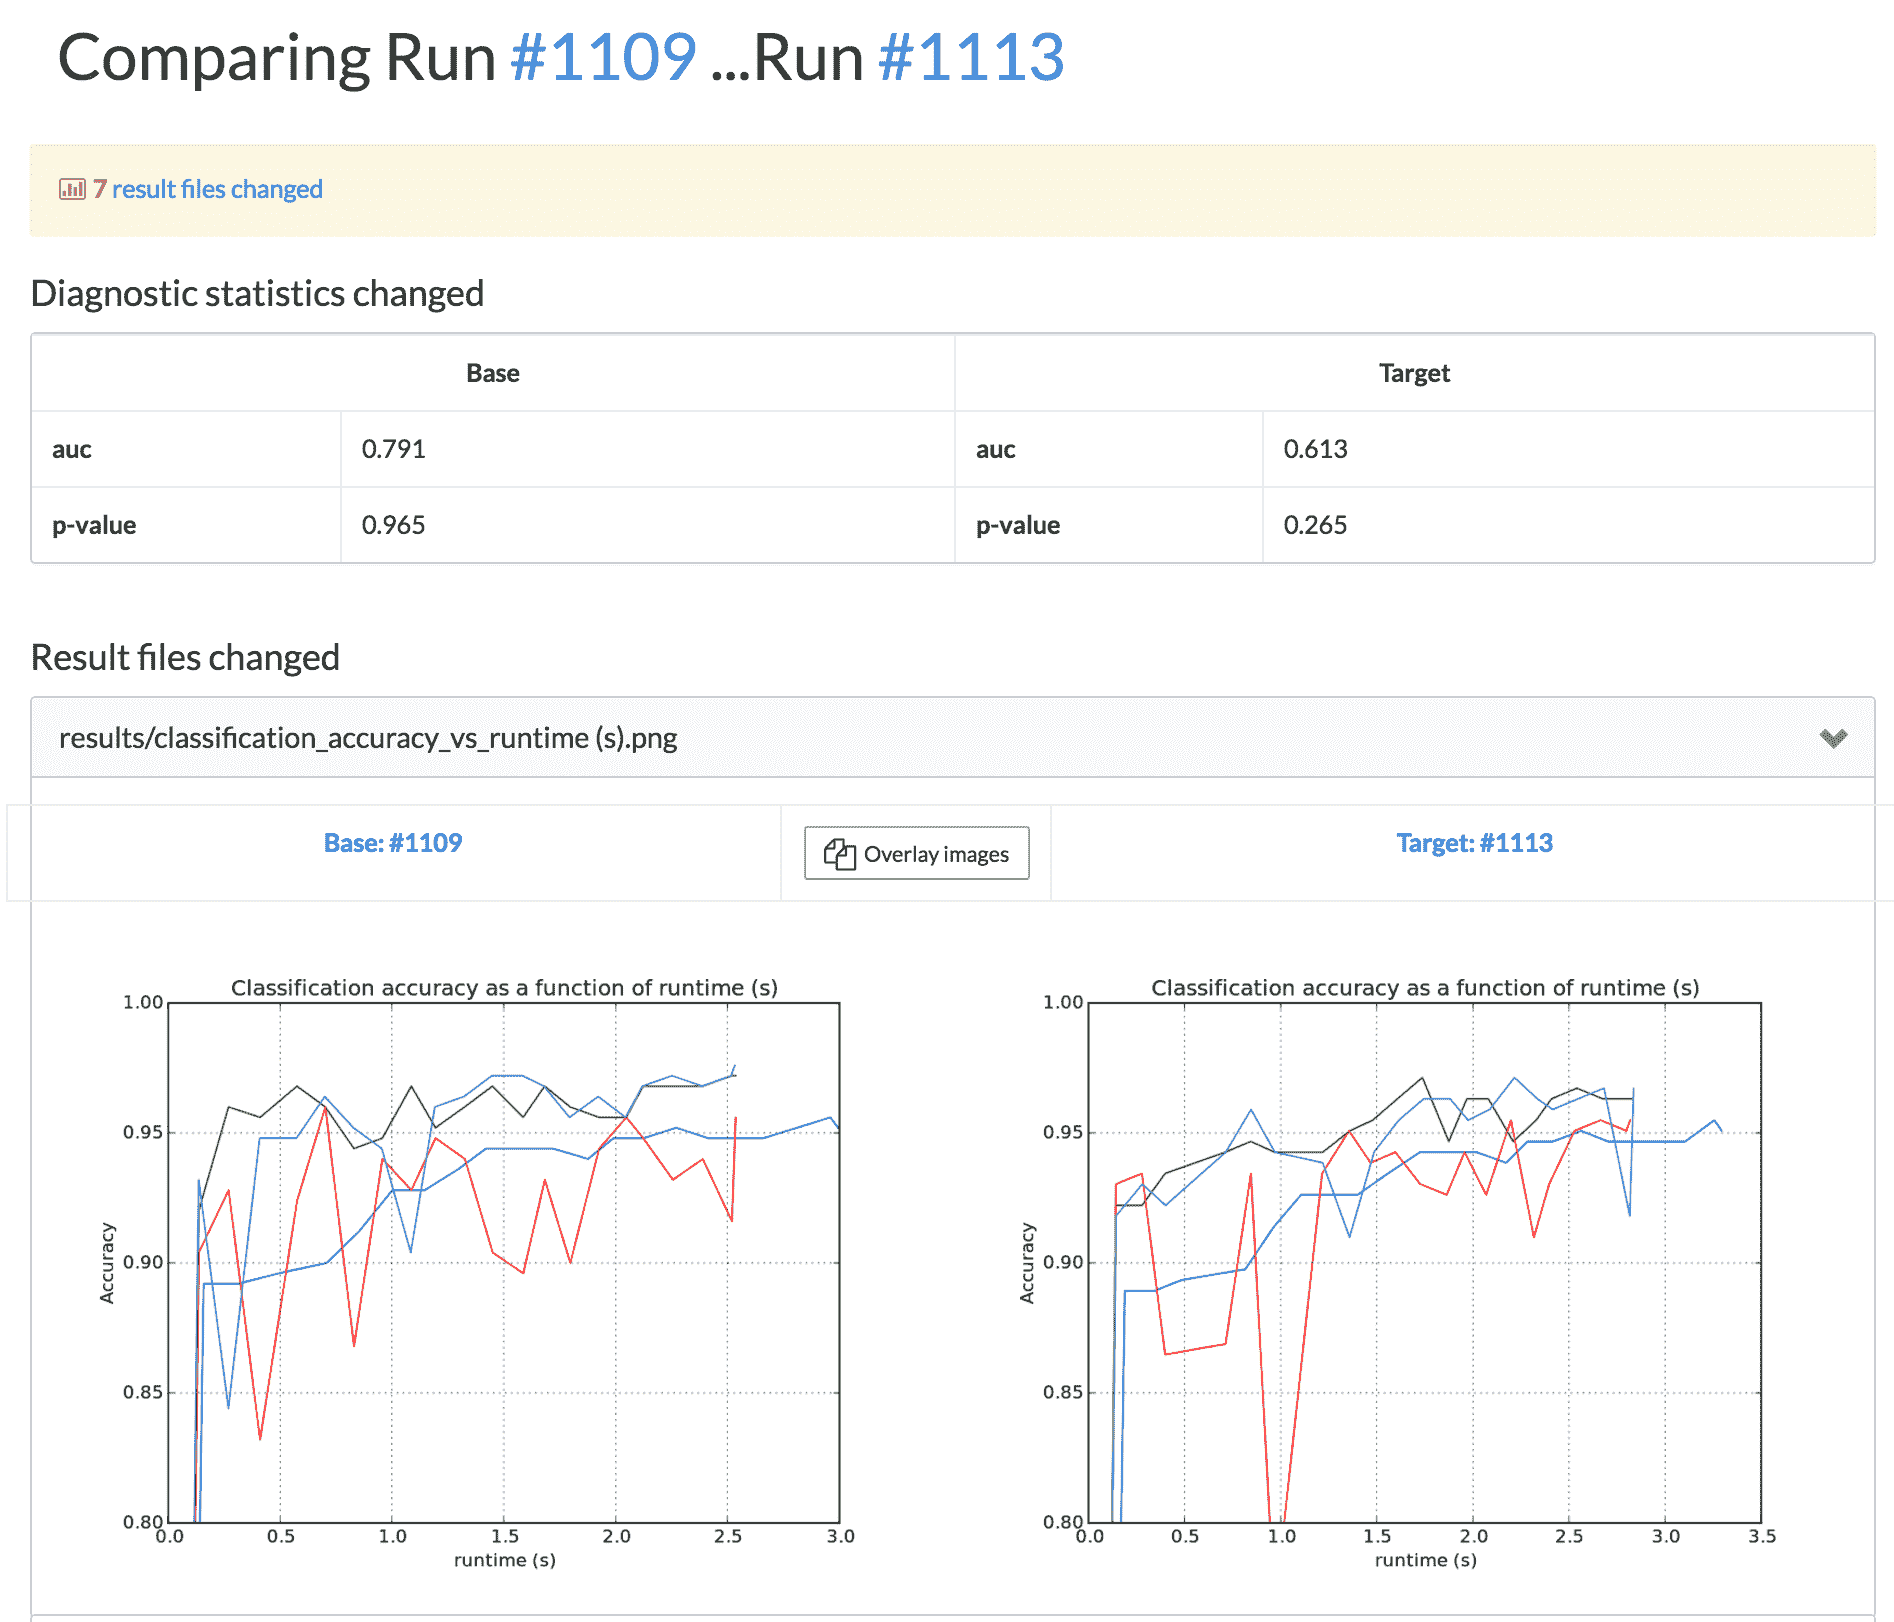 Comparing Run #1109 ...Run #1113
7 result files changed
Diagnostic statistics changed
Base Target
auc 0.791 auc 0.613
p-value 0.965 p-value 0.265
Result files changed
results/classification_accuracy_vs_runtime (s).png
Base: #1109 Overlay images Target: #1113
Classification accuracy as a function of runtime (s)
1.00
0.95
0.90
0.85
0.80
Accuracy
0.0 0.5 1.0 1.5 2.0 2.5 3.0
runtime (s)
Classification accuracy as a function of runtime (s)
1.00
0.95
0.90
0.85
0.80
Accuracy
0.0 0.5 1.0 1.5 2.0 2.5 3.0 3.5
runtime (s)